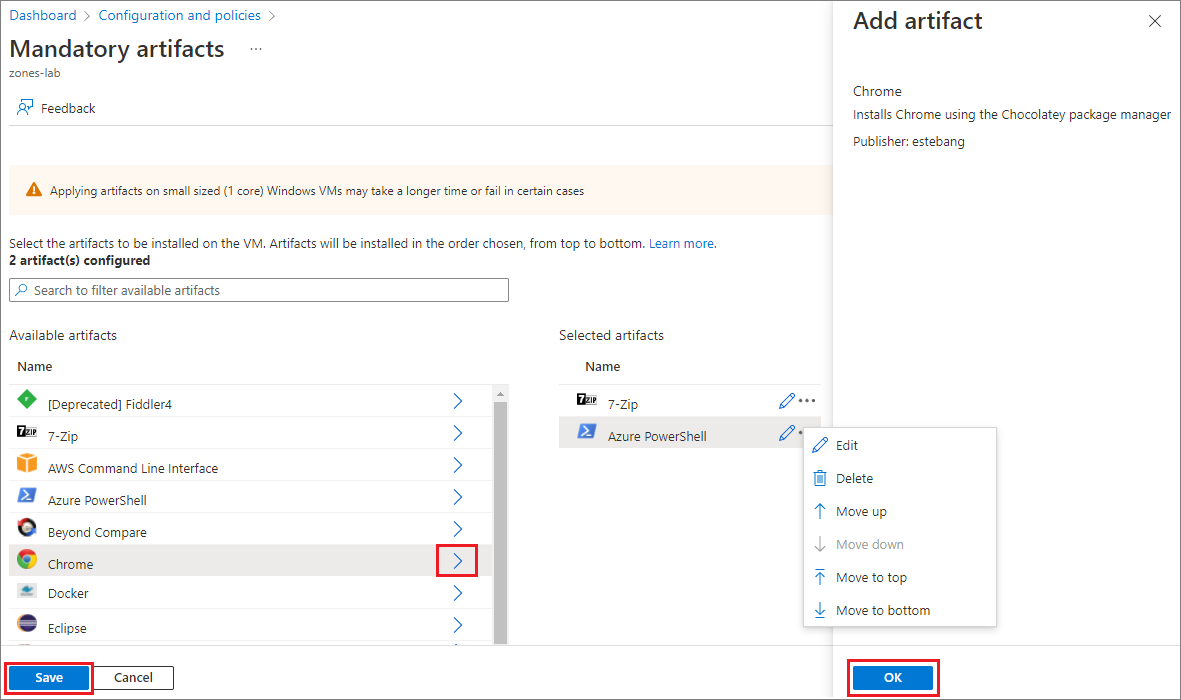 Dashboard > Configuration and policies >
Mandatory artifacts ...
zones-lab
Feedback
Applying artifacts on small sized (1 core) Windows VMs may take a longer time or fail in certain cases
Select the artifacts to be installed on the VM. Artifacts will be installed in the order chosen, from top to bottom. Learn more.
2 artifact(s) configured
Search to filter available artifacts
Available artifacts
Name
[Deprecated] Fiddler4
7ZIP 7-Zip
AWS Command Line Interface
Azure PowerShell
Beyond Compare
Chrome
Docker
Eclipse
Selected artifacts
Name
7ZIP 7-Zip
Azure PowerShell
Edit
Delete
Move up
Move down
Move to top
Move to bottom
Save
Cancel
Add artifact
Chrome
Installs Chrome using the Chocolatey package manager
Publisher: estebang
OK